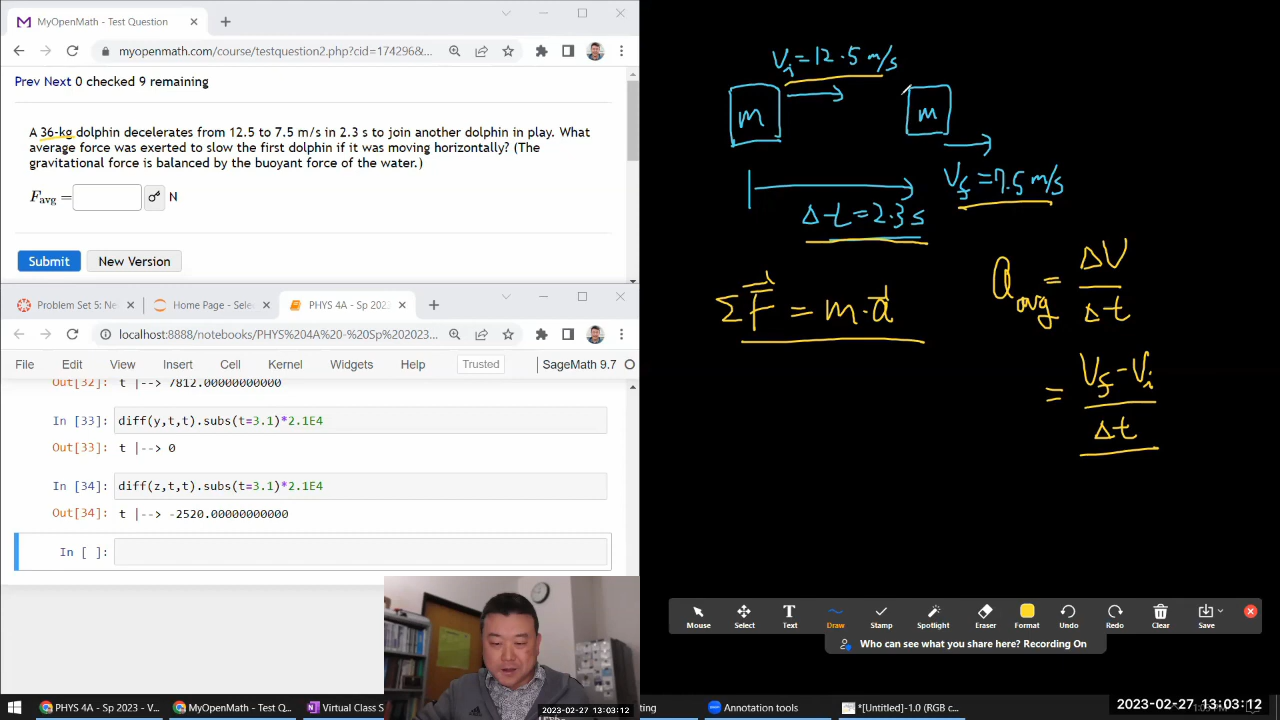 MyOpenMath - Test Question
myopenmath.com/course/testquestion2.php?cid=174296&...
Prev Next 0 checked 9 remaining
A 36-kg dolphin decelerates from 12.5 to 7.5 m/s in 2.3 s to join another dolphin in play. What
average force was exerted to slow the first dolphin if it was moving horizontally? (The
gravitational force is balanced by the buoyant force of the water.)
Favg = N
Submit New Version
Problem Set 5: Ne Home Page - Sele PHYS 4A - Sp 202
localhost:8888/notebooks/PHYS%204A%20-%20Sp%202023...
File Edit View Insert Cell Kernel Widgets Help Trusted SageMath 9.7
Out[32]: t |--> 7812.00000000000
In [33]: diff(y,t,t).subs(t=3.1)*2.1E4
Out[33]: t |--> 0
In [34]: diff(z,t,t).subs(t=3.1)*2.1E4
Out[34]: t |--> -2520.00000000000
In [ ]:
Vi = 12.5 m/s
m m
Vf = 7.5 m/s
Δt = 2.3 s
ΣF = m·a
aavg = ΔV
Δt
= Vf - Vi
Δt
Mouse Select Text Draw Stamp Spotlight Eraser Format Undo Redo Clear Save
Who can see what you share here? Recording On
2023-02-27 13:03:12
PHYS 4A - Sp 2023 - V MyOpenMath - Test Qu Virtual Class S ting Annotation tools *[Untitled]-1.0 (RGB c...
2023-02-27 13:03:12